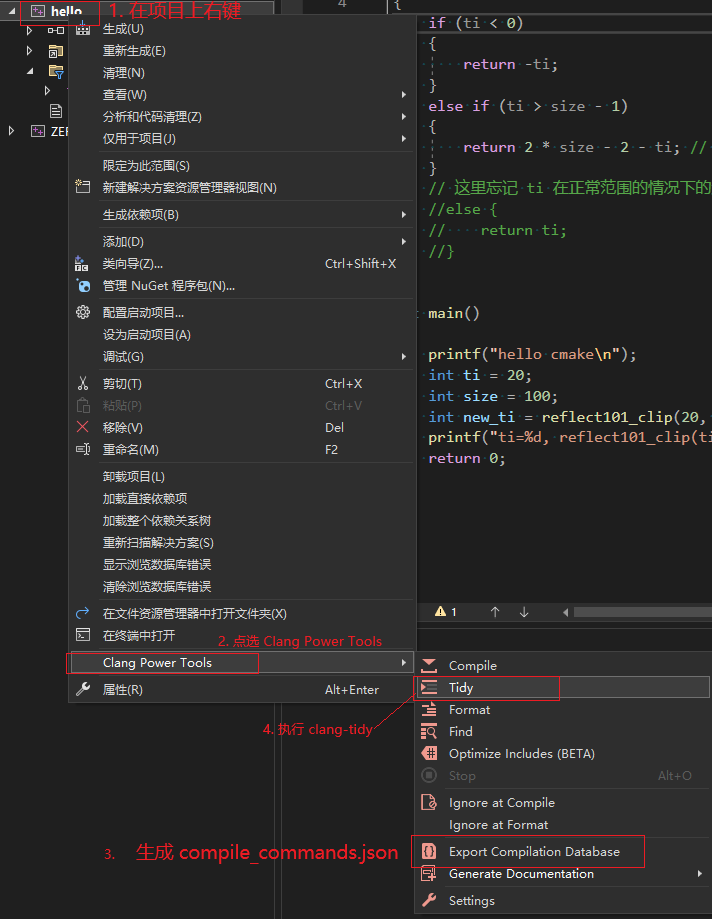 hello
1. 在项目上右键
4
{
生成(U)
重新生成(E)
清理(N)
查看(W)
分析和代码清理(Z)
仅用于项目(J)
限定为此范围(S)
新建解决方案资源管理器视图(N)
生成依赖项(B)
添加(D)
类向导(Z)... Ctrl+Shift+X
管理 NuGet 程序包(N)...
配置启动项目...
设为启动项目(A)
调试(G)
剪切(T) Ctrl+X
粘贴(P) Ctrl+V
移除(V) Del
重命名(M) F2
卸载项目(L)
加载直接依赖项
加载整个依赖关系树
重新扫描解决方案(S)
显示浏览数据库错误
清除浏览数据库错误
在文件资源管理器中打开文件夹(X)
在终端中打开
2. 点选 Clang Power Tools
Clang Power Tools
属性(R) Alt+Enter
if (ti < 0)
{
return -ti;
}
else if (ti > size - 1)
{
return 2 * size - 2 - ti; //
}
// 这里忘记 ti 在正常范围的情况下的
//else {
// return ti;
//}
main()
printf("hello cmake\n");
int ti = 20;
int size = 100;
int new_ti = reflect101_clip(20,
printf("ti=%d, reflect101_clip(ti
return 0;
1
Compile
Tidy
Format
Find
Optimize Includes (BETA)
Stop Alt+O
Ignore at Compile
Ignore at Format
Export Compilation Database
Generate Documentation
Settings
4. 执行 clang-tidy
3. 生成 compile_commands.json